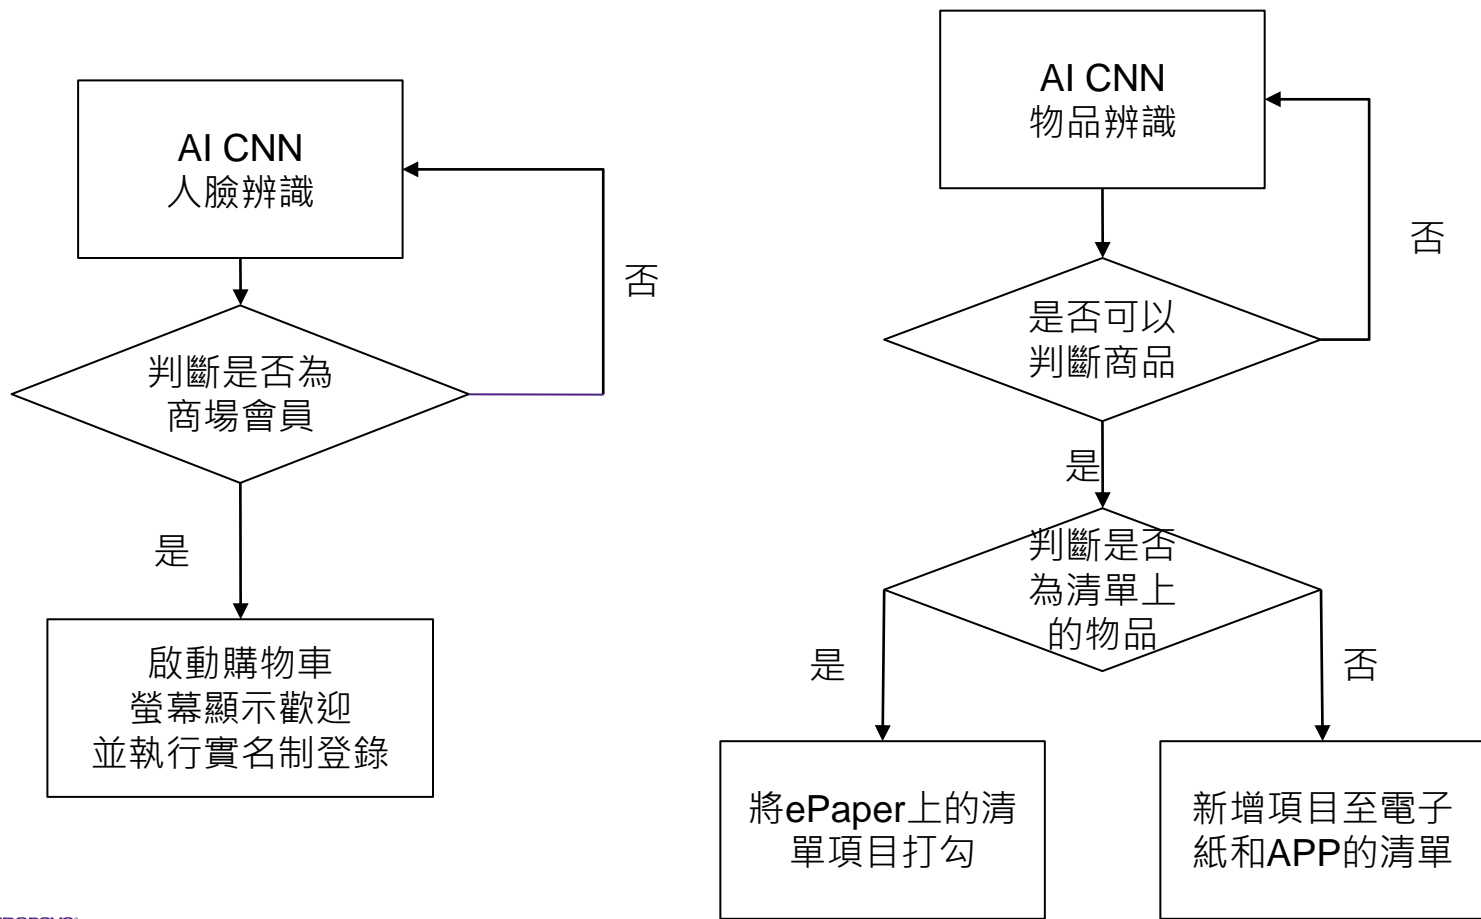 AI CNN
人臉辨識
否
判斷是否為
商場會員
是
啟動購物車
螢幕顯示歡迎
並執行實名制登錄
AI CNN
物品辨識
否
是否可以
判斷商品
是
判斷是否
為清單上
的物品
是
否
將ePaper上的清
單項目打勾
新增項目至電子
紙和APP的清單